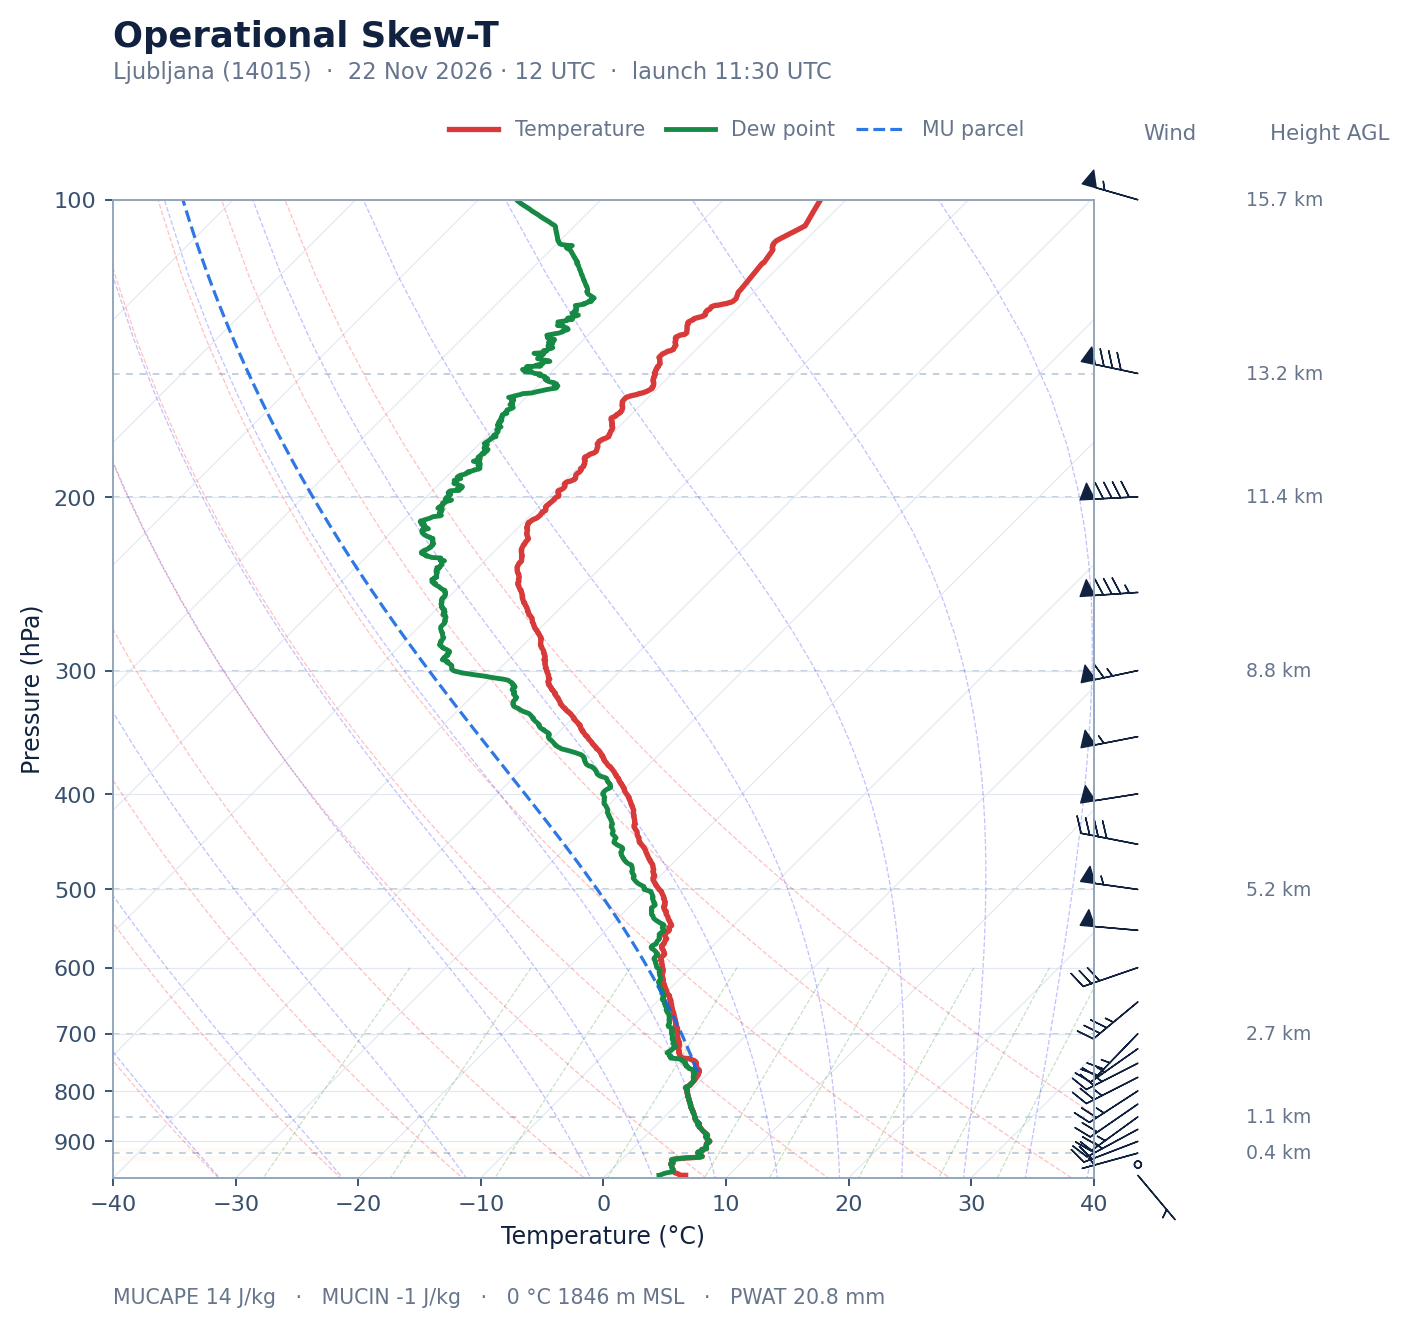 Operational Skew-T
Ljubljana (14015)  ·  22 Nov 2026 · 12 UTC  ·  launch 11:30 UTC
Temperature  Dew point  MU parcel  Wind  Height AGL
100  15.7 km
13.2 km
200  11.4 km
300  8.8 km
400
500  5.2 km
600
700  2.7 km
800
1.1 km
900
0.4 km
Pressure (hPa)
−40  −30  −20  −10  0  10  20  30  40
Temperature (°C)
MUCAPE 14 J/kg  ·  MUCIN -1 J/kg  ·  0 °C 1846 m MSL  ·  PWAT 20.8 mm